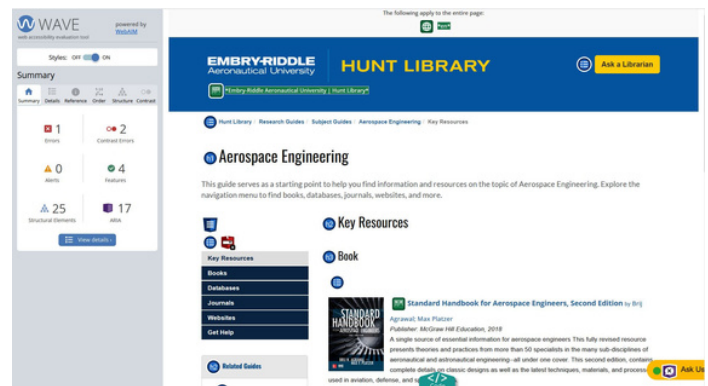 WAVE
powered by
WebAIM
web accessibility evaluation tool
Styles: OFF ON
Summary
Summary Details Reference Order Structure Contrast
1
Errors
2
Contrast Errors
0
Alerts
4
Features
25
Structural Elements
17
ARIA
View details ›
The following apply to the entire page:
*en*
EMBRY-RIDDLE
Aeronautical University
HUNT LIBRARY
Ask a Librarian
*Embry-Riddle Aeronautical University | Hunt Library*
Hunt Library / Research Guides / Subject Guides / Aerospace Engineering / Key Resources
Aerospace Engineering
This guide serves as a starting point to help you find information and resources on the topic of Aerospace Engineering. Explore the
navigation menu to find books, databases, journals, websites, and more.
Key Resources
Books
Databases
Journals
Websites
Get Help
Related Guides
Key Resources
Book
STANDARD
HANDBOOK
Standard Handbook for Aerospace Engineers, Second Edition by Brij
Agrawal; Max Platzer
Publisher: McGraw Hill Education, 2018
A single source of essential information for aerospace engineers This fully revised resource
presents theories and practices from more than 50 specialists in the many sub-disciplines of
aeronautical and astronautical engineering--all under one cover. This second edition, contains
complete details on classic designs as well as the latest techniques, materials, and process
used in aviation, defense, and s
</>
Ask Us